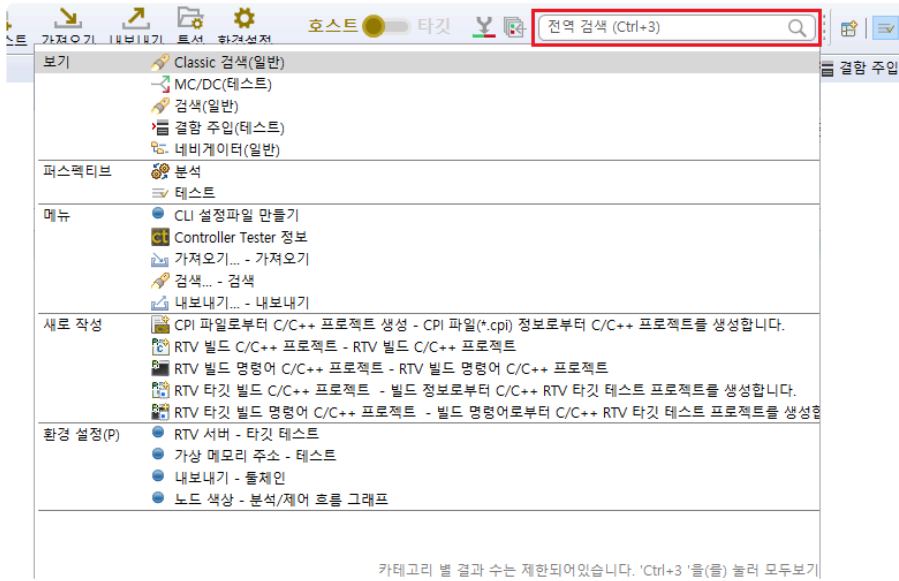 가져오기 내보내기 특성 환경설정 호스트 타깃 전역 검색 (Ctrl+3)
결함 주입
보기 Classic 검색(일반)
MC/DC(테스트)
검색(일반)
결함 주입(테스트)
네비게이터(일반)
퍼스펙티브 분석
테스트
메뉴 CLI 설정파일 만들기
ct Controller Tester 정보
가져오기... - 가져오기
검색... - 검색
내보내기... - 내보내기
새로 작성 CPI 파일로부터 C/C++ 프로젝트 생성 - CPI 파일(*.cpi) 정보로부터 C/C++ 프로젝트를 생성합니다.
RTV 빌드 C/C++ 프로젝트 - RTV 빌드 C/C++ 프로젝트
RTV 빌드 명령어 C/C++ 프로젝트 - RTV 빌드 명령어 C/C++ 프로젝트
RTV 타깃 빌드 C/C++ 프로젝트 - 빌드 정보로부터 C/C++ RTV 타깃 테스트 프로젝트를 생성합니다.
RTV 타깃 빌드 명령어 C/C++ 프로젝트 - 빌드 명령어로부터 C/C++ RTV 타깃 테스트 프로젝트를 생성합
환경 설정(P) RTV 서버 - 타깃 테스트
가상 메모리 주소 - 테스트
내보내기 - 툴체인
노드 색상 - 분석/제어 흐름 그래프
카테고리 별 결과 수는 제한되어있습니다. 'Ctrl+3 '을(를) 눌러 모두보기